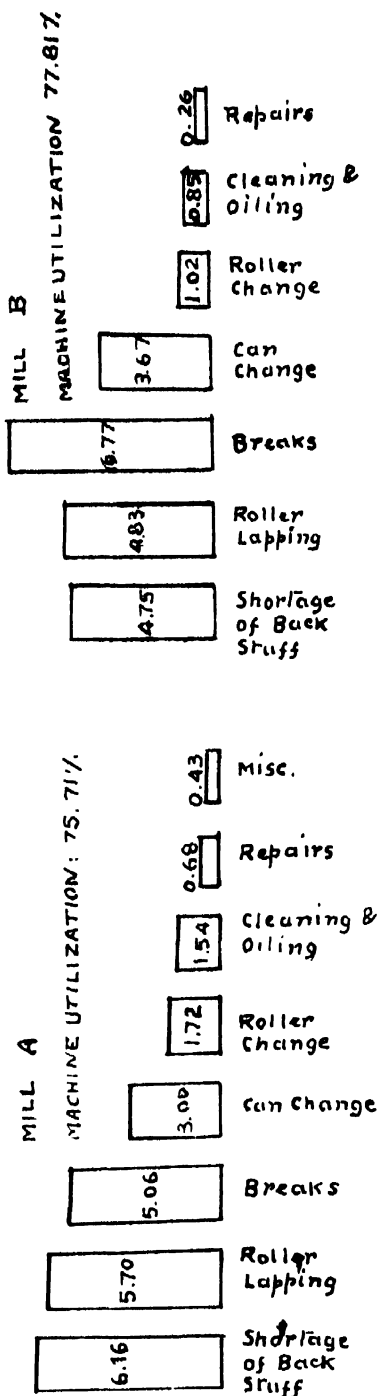 MILL A
MACHINE UTILIZATION: 75.71%
6.16
Shortage
of Back
Stuff
5.70
Roller
Lapping
5.06
Breaks
3.00
Can Change
1.72
Roller
Change
1.54
Cleaning &
Oiling
0.68
Repairs
0.43
Misc.
MILL B
MACHINE UTILIZATION 77.81%
4.75
Shortage
of Back
Stuff
4.83
Roller
Lapping
6.77
Breaks
3.67
Can
Change
1.02
Roller
Change
0.85
Cleaning &
Oiling
0.26
Repairs